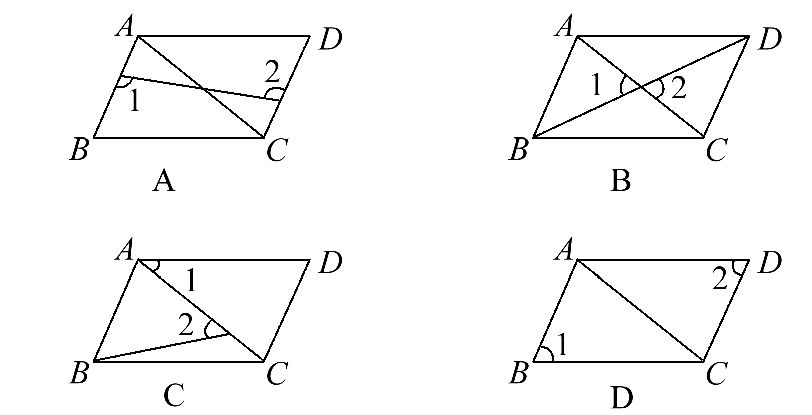 A D A D
1 2 1 2
B C B C
A B
A D A D
1 2 2 1
B C B C
C D